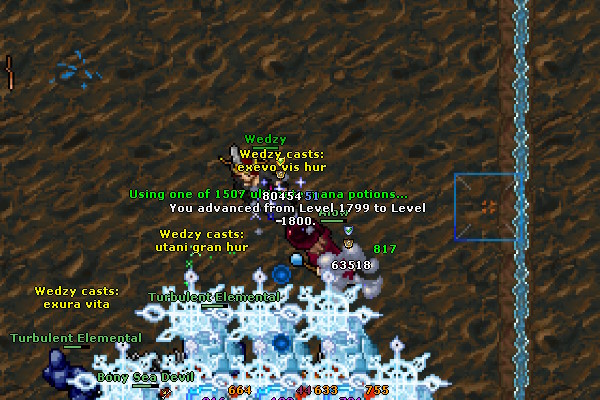 Wedzy
Wedzy casts:
exevo vis hur
Using one of 1507 mana potions...
80454 51
You advanced from Level 1799 to Level
1800.
Wedzy casts:
utani gran hur
817
63518
Wedzy casts:
exura vita
Turbulent Elemental
Turbulent Elemental
Bony Sea Devil
664
633
755